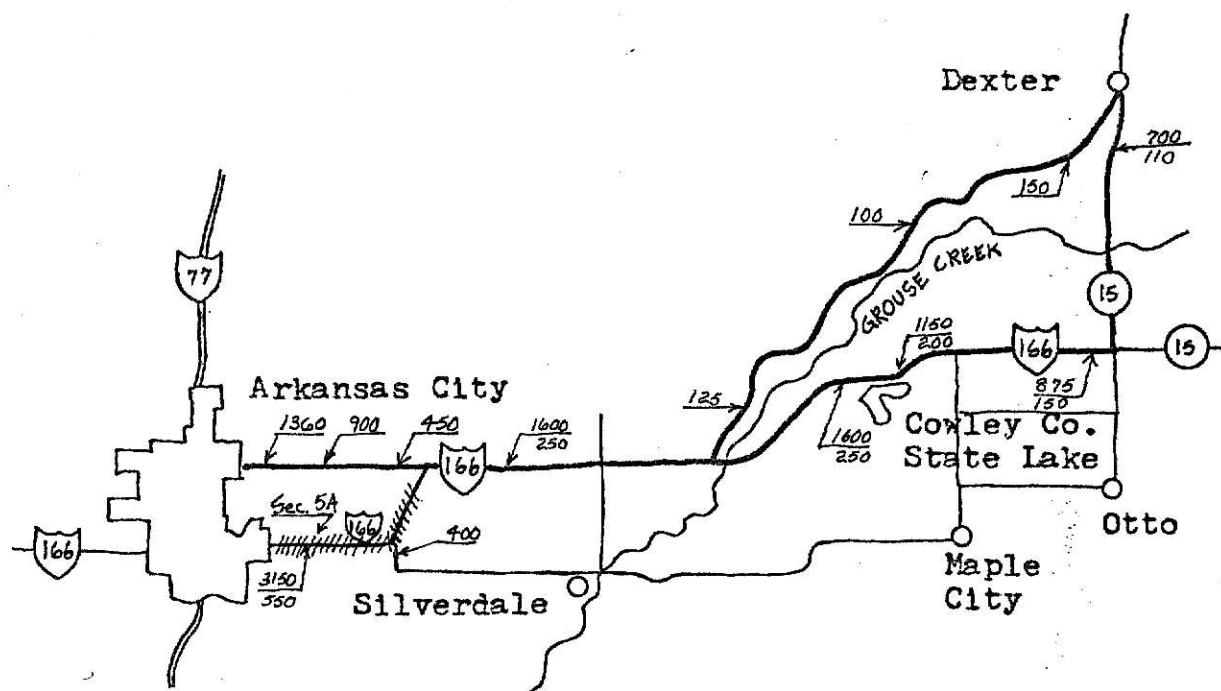 Dexter
700
110
150
100
77
GROUSE CREEK
15
1150
200
166
15
Arkansas City
125
875
150
1360
900
450
1600
250
1600
250
Cowley Co.
State Lake
166
Sec. 5A
166
400
Otto
166
3150
550
Silverdale
Maple
City